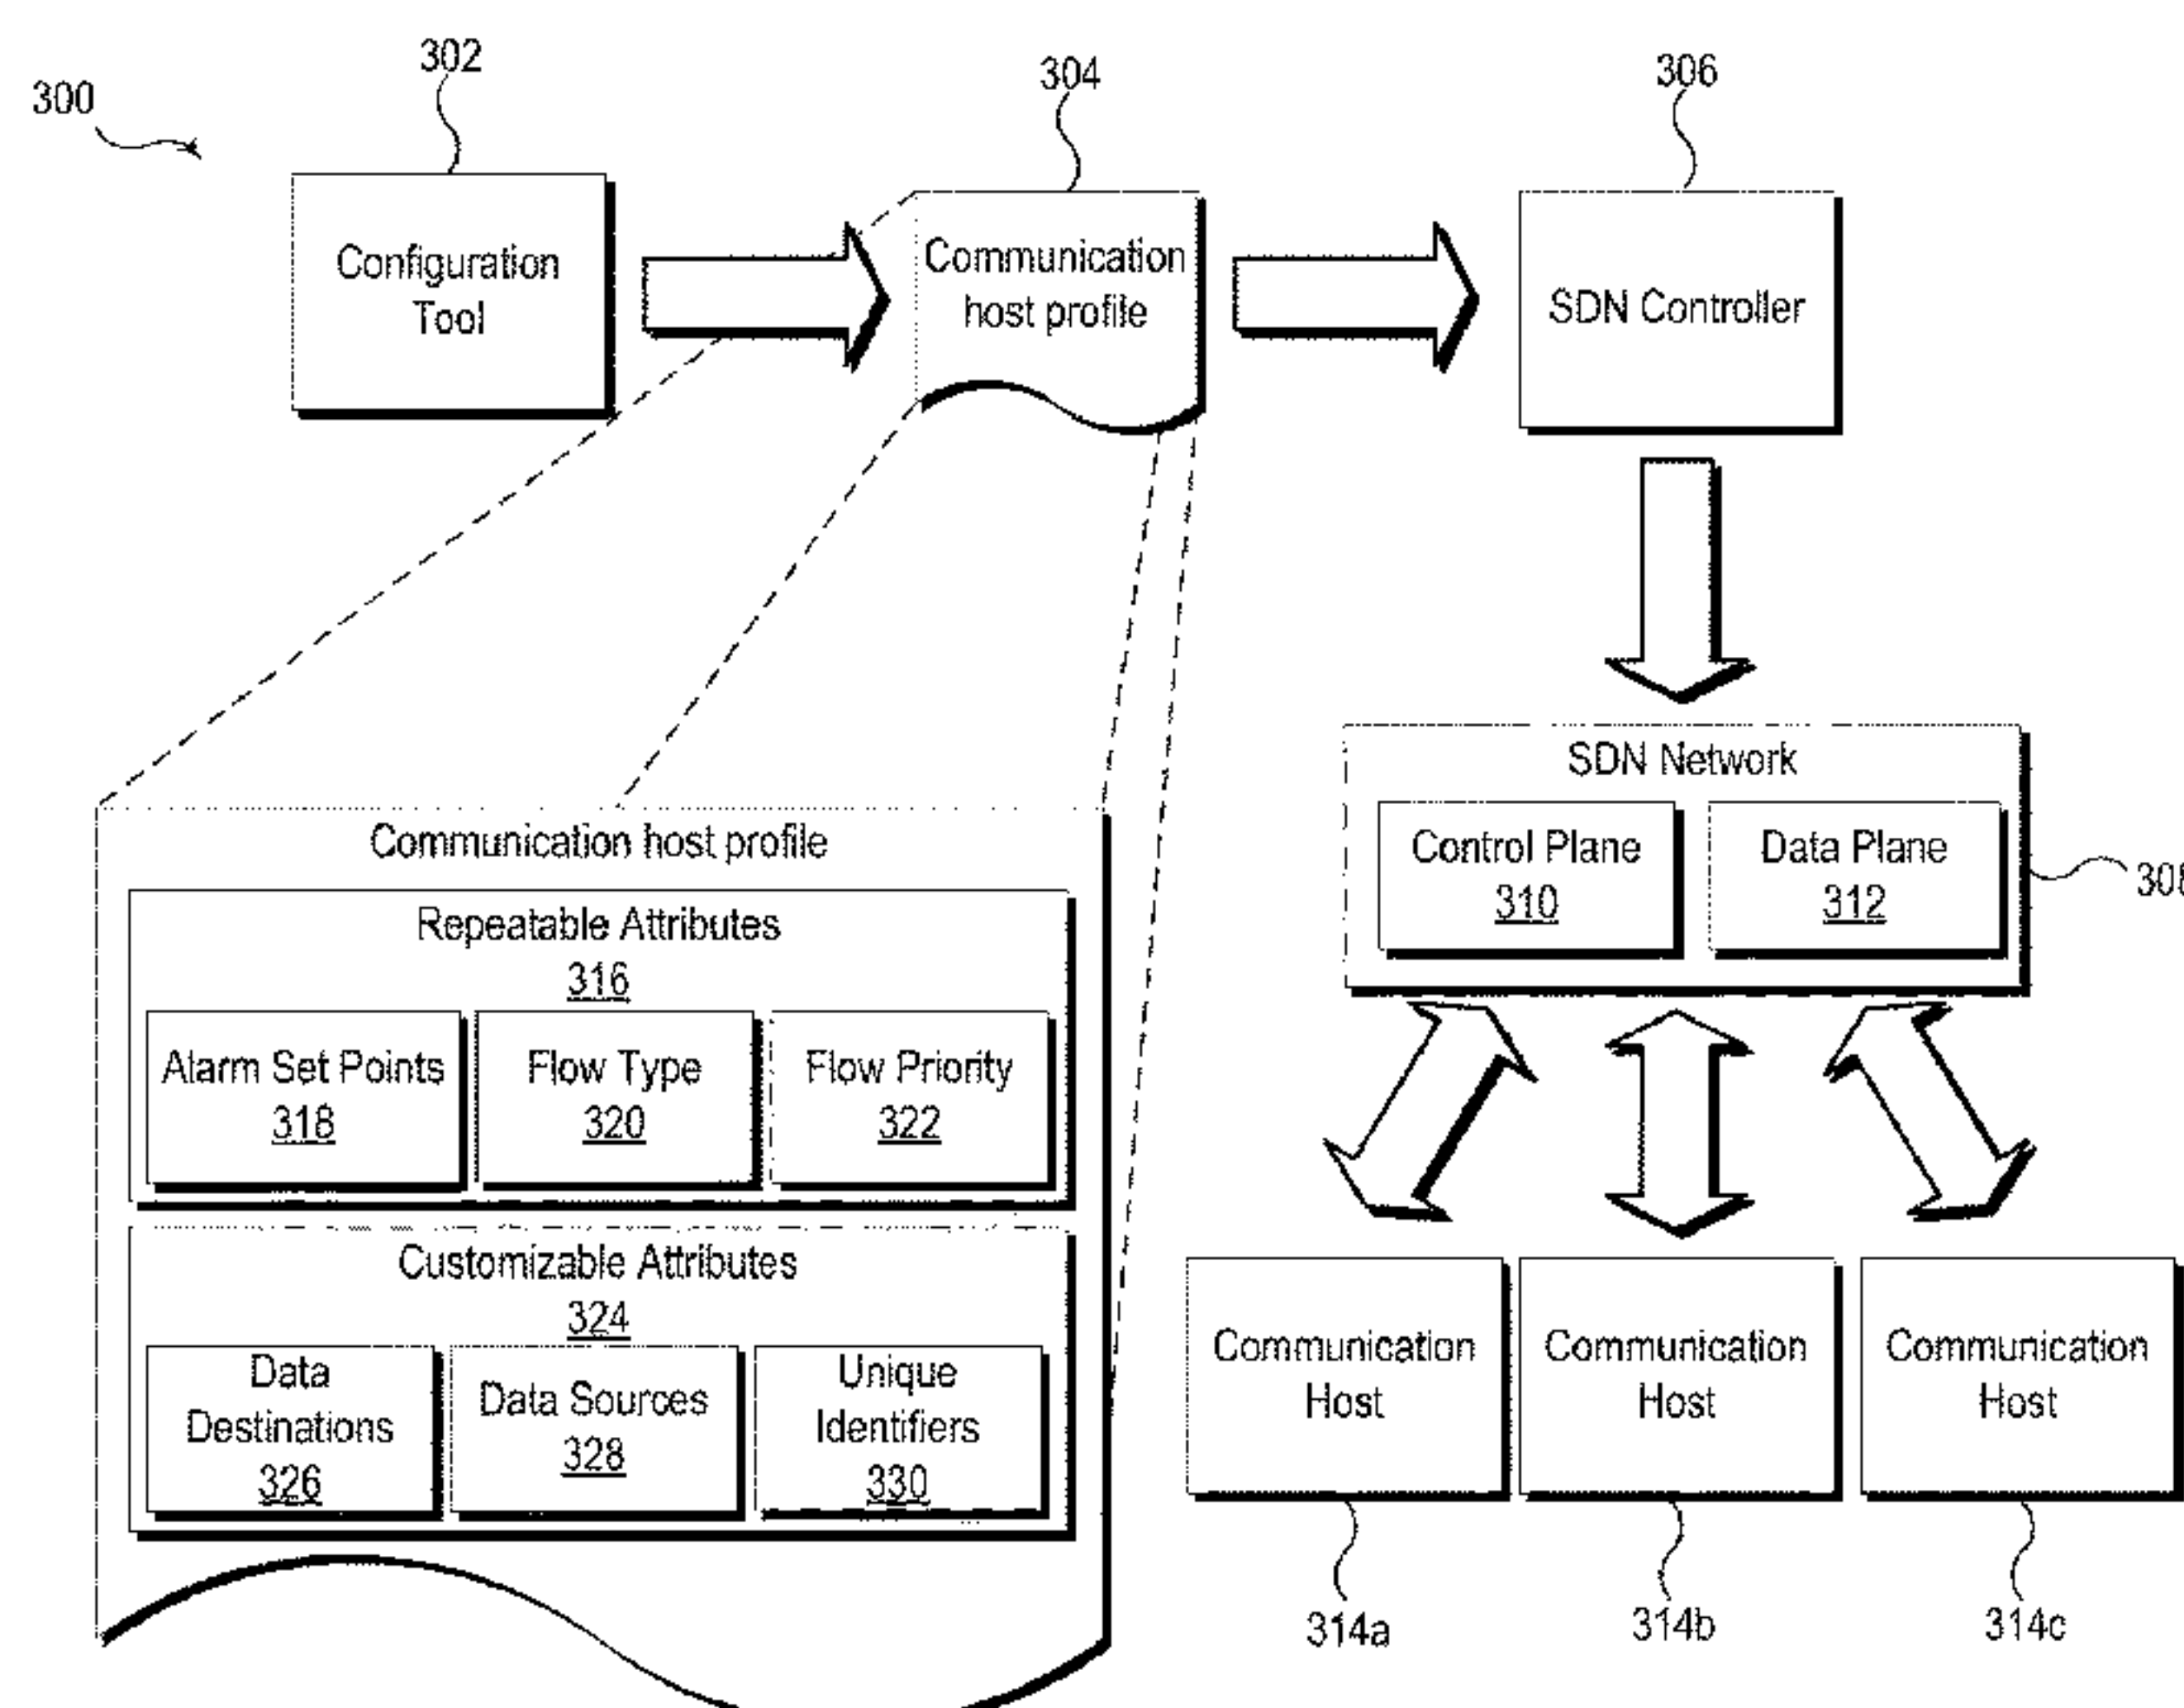 300
302
304
306
Configuration
Tool
Communication
host profile
SDN Controller
SDN Network
Control Plane
310
Data Plane
312
308
Communication host profile
Repeatable Attributes
316
Alarm Set Points
318
Flow Type
320
Flow Priority
322
Customizable Attributes
324
Data
Destinations
326
Data Sources
328
Unique
Identifiers
330
Communication
Host
Communication
Host
Communication
Host
314a
314b
314c